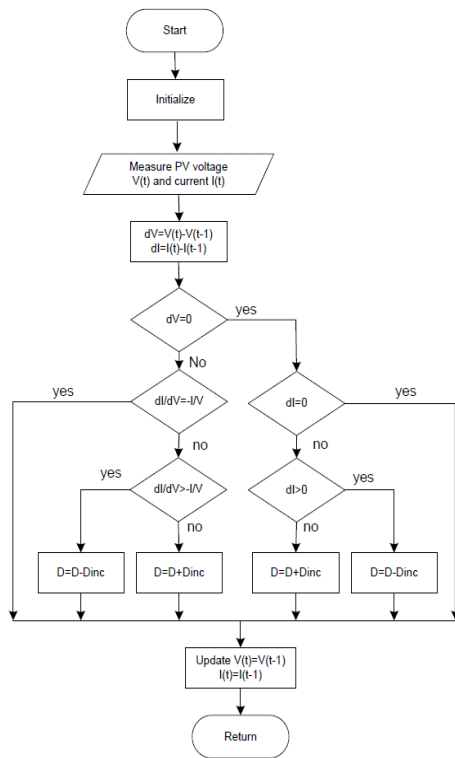 Start
Initialize
Measure PV voltage
V(t) and current I(t)
dV=V(t)-V(t-1)
dI=I(t)-I(t-1)
dV=0
yes
No
yes
dI/dV=-I/V
dI=0
yes
no
no
yes
dI/dV>-I/V
dI>0
yes
no
no
D=D-Dinc
D=D+Dinc
D=D+Dinc
D=D-Dinc
Update V(t)=V(t-1)
I(t)=I(t-1)
Return